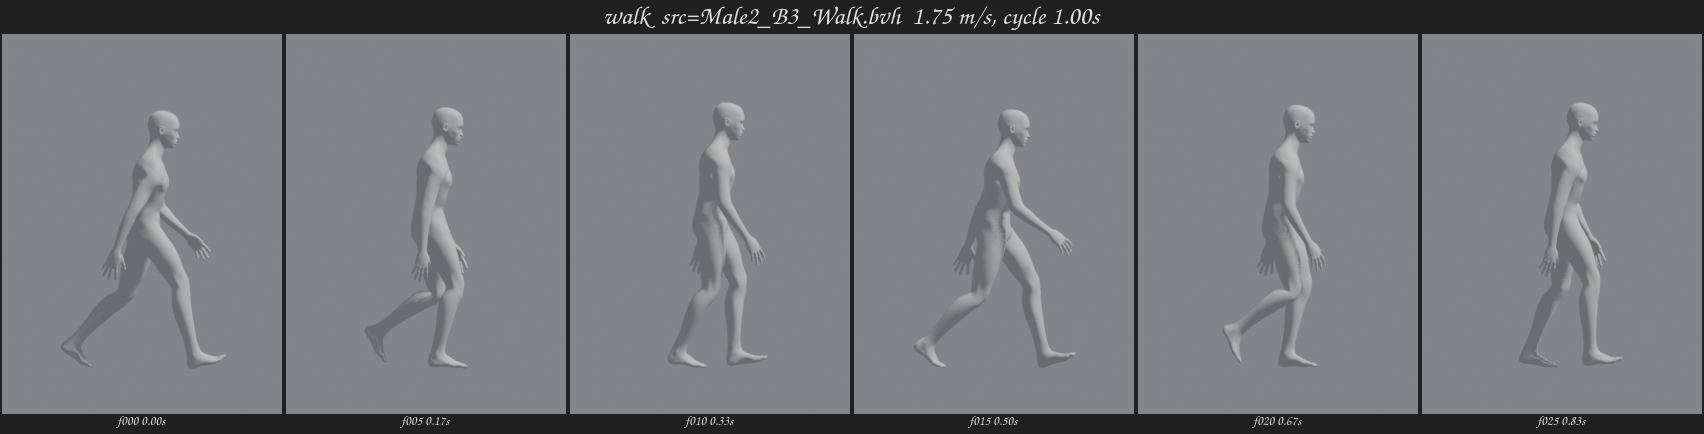 walk src=Male2_B3_Walk.bvh 1.75 m/s, cycle 1.00s
f000 0.00s
f005 0.17s
f010 0.33s
f015 0.50s
f020 0.67s
f025 0.83s